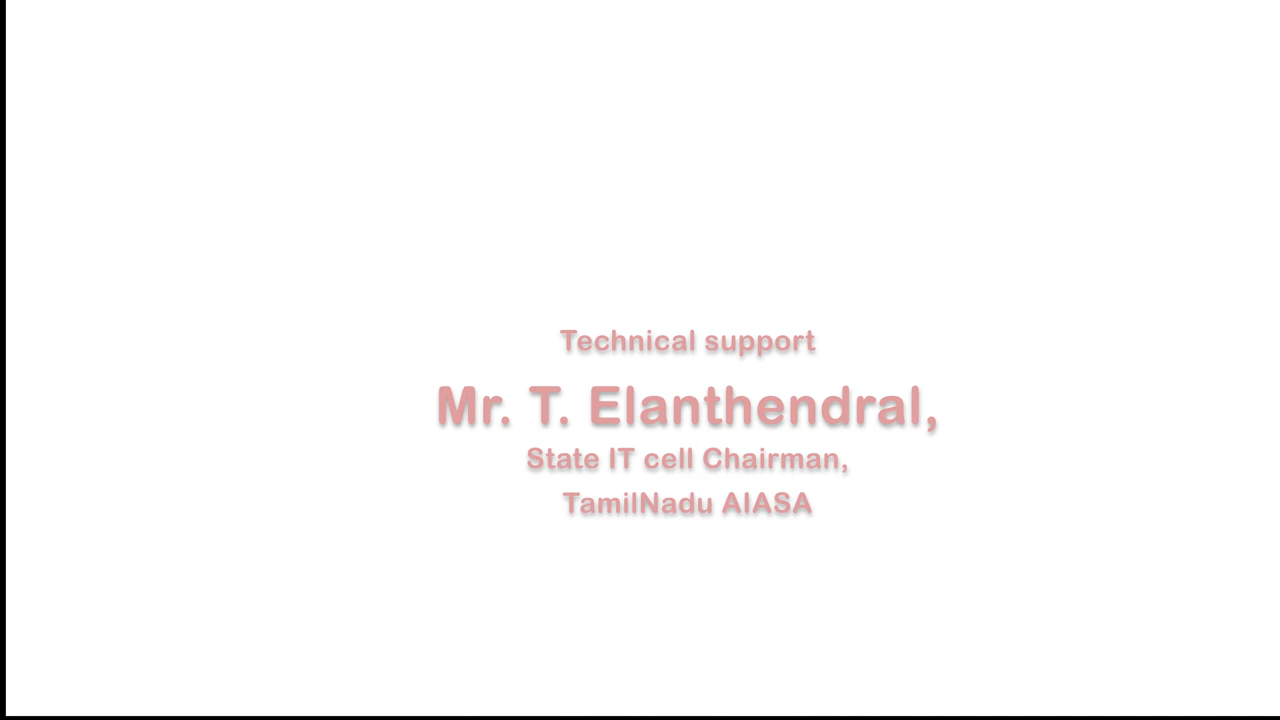 Technical support
Mr. T. Elanthendral,
State IT cell Chairman,
TamilNadu AIASA